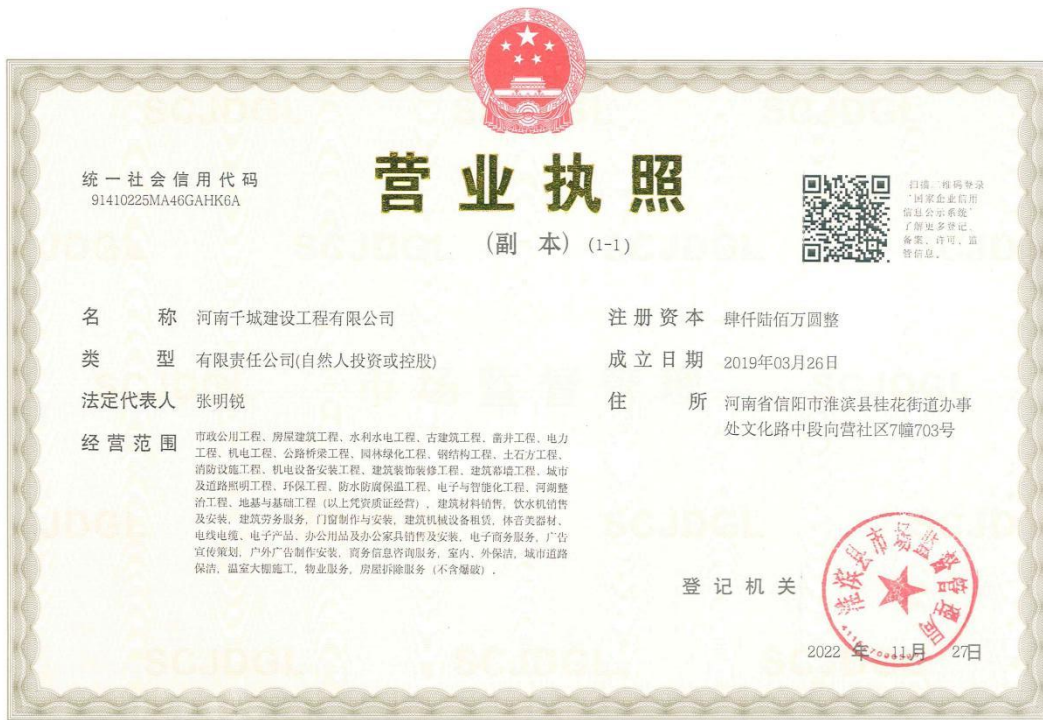 统一社会信用代码
91410225MA46GAHK6A
营业执照
(副 本) (1-1)
扫描二维码登录
“国家企业信用
信息公示系统”
了解更多登记、
备案、许可、监
管信息。
名 称 河南千城建设工程有限公司
类 型 有限责任公司(自然人投资或控股)
法定代表人 张明锐
经营范围 市政公用工程、房屋建筑工程、水利水电工程、古建筑工程、凿井工程、电力
工程、机电工程、公路桥梁工程、园林绿化工程、钢结构工程、土石方工程、
消防设施工程、机电设备安装工程、建筑装饰装修工程、建筑幕墙工程、城市
及道路照明工程、环保工程、防水防腐保温工程、电子与智能化工程、河湖整
治工程、地基与基础工程（以上凭资质证经营），建筑材料销售，饮水机销售
及安装，建筑劳务服务，门窗制作与安装，建筑机械设备租赁，体音美器材、
电线电缆、电子产品、办公用品及办公家具销售及安装，电子商务服务，广告
宣传策划，户外广告制作安装，商务信息咨询服务，室内、外保洁，城市道路
保洁，温室大棚施工，物业服务，房屋拆除服务（不含爆破）.
注册资本 肆仟陆佰万圆整
成立日期 2019年03月26日
住 所 河南省信阳市淮滨县桂花街道办事
处文化路中段向营社区7幢703号
登记机关
淮滨县市场监督管理局
2022 年 11月 27日
SCJDGL